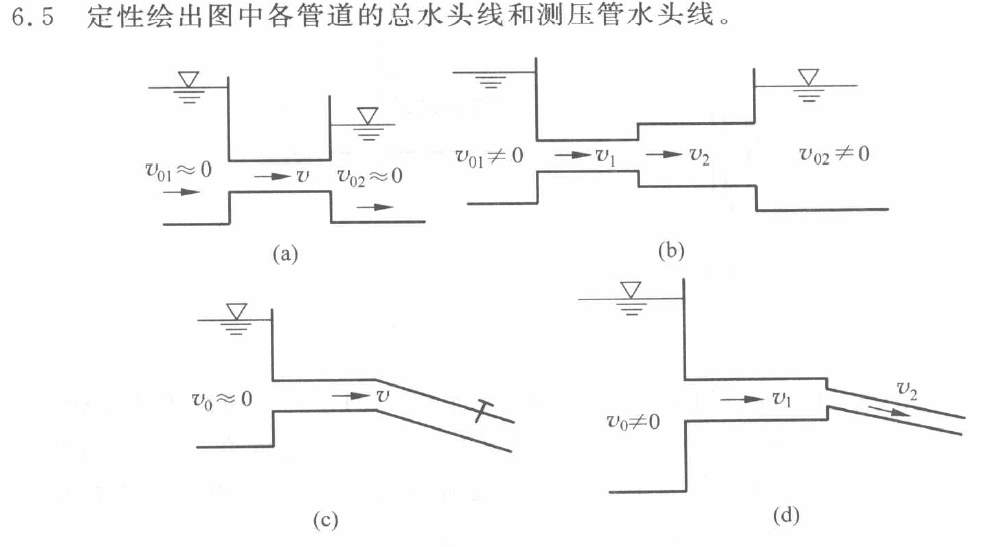 6.5 定性绘出图中各管道的总水头线和测压管水头线。
v₀₁≈0
v
v₀₂≈0
(a)
v₀₁≠0
v₁
v₂
v₀₂≠0
(b)
v₀≈0
v
(c)
v₀≠0
v₁
v₂
(d)